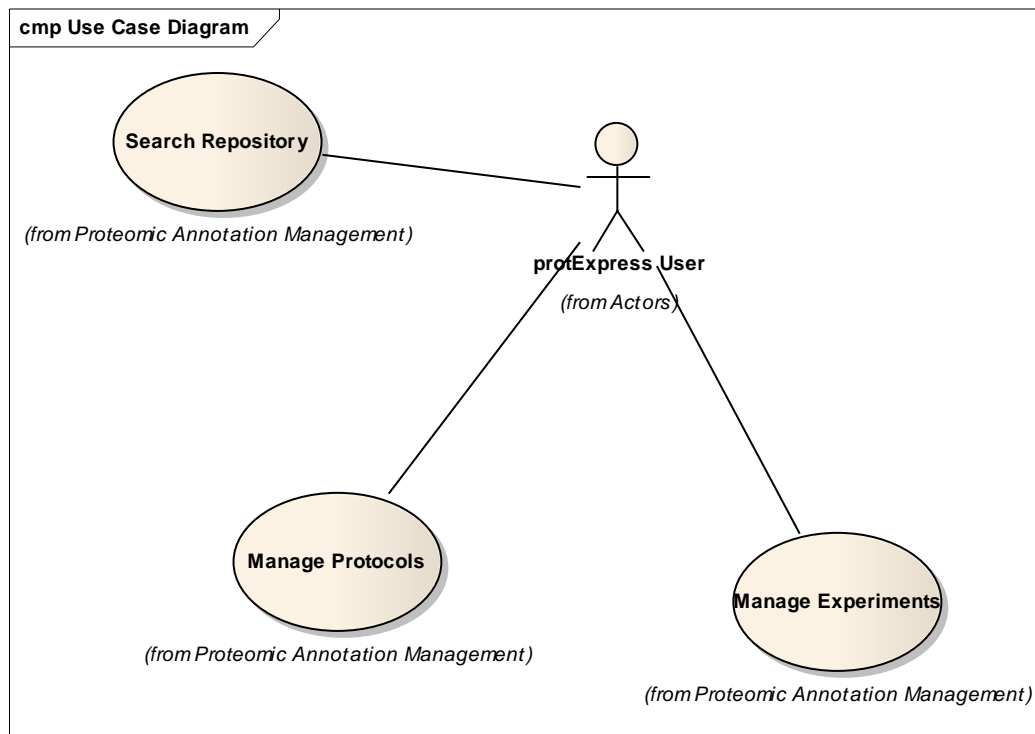 cmp Use Case Diagram
Search Repository
(from Proteomic Annotation Management)
protExpress User
(from Actors)
Manage Protocols
(from Proteomic Annotation Management)
Manage Experiments
(from Proteomic Annotation Management)